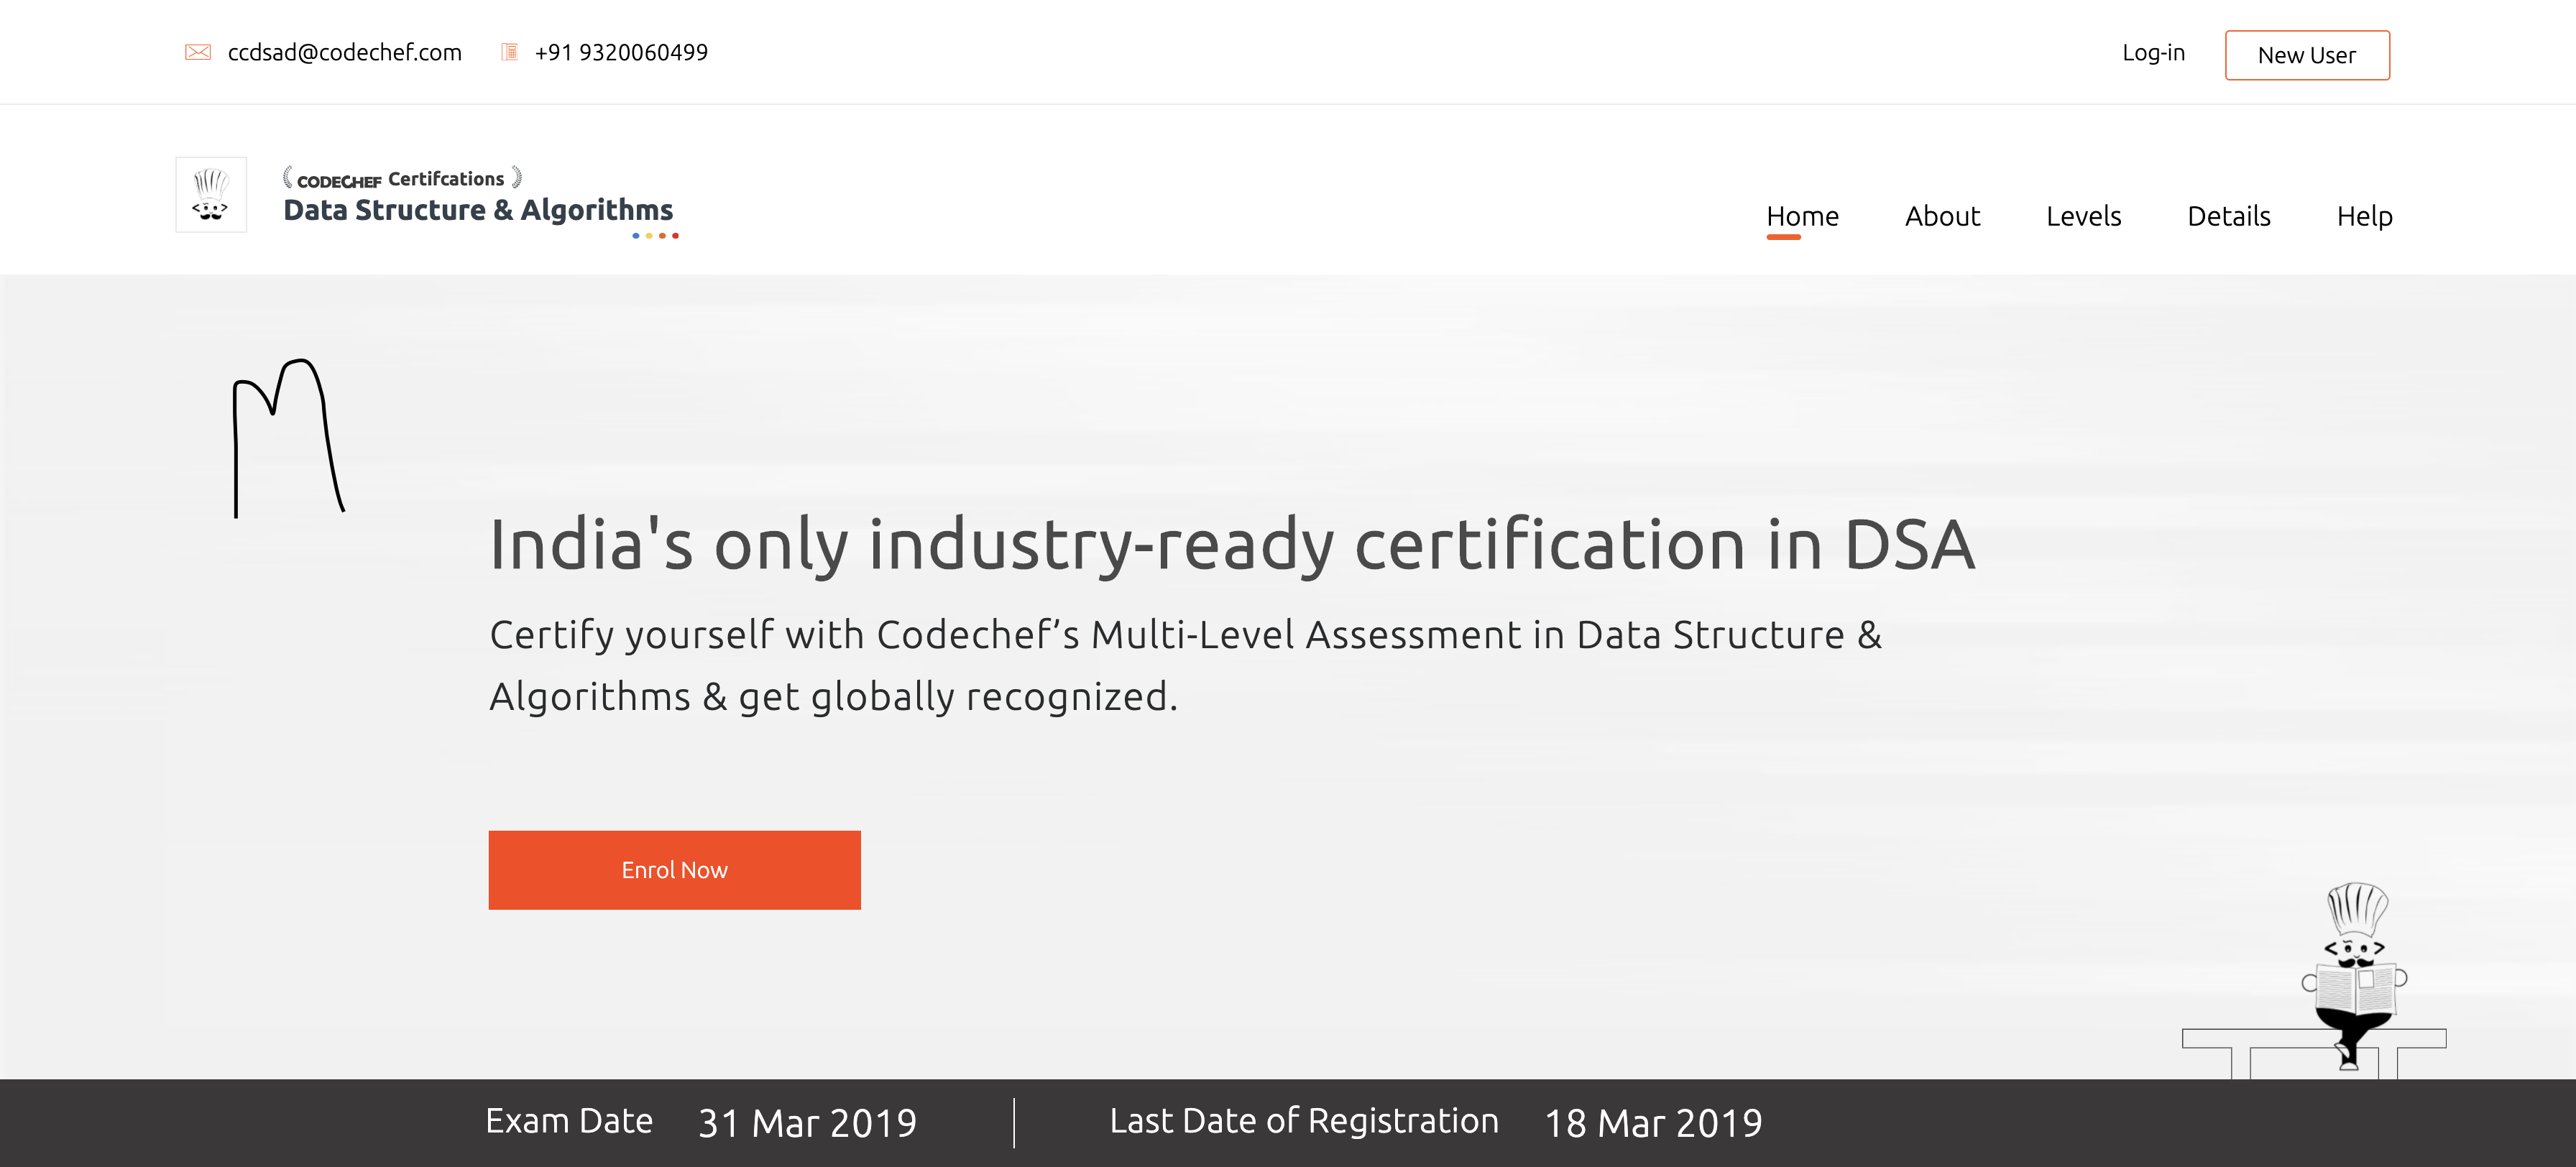 ccdsad@codechef.com +91 9320060499 Log-in New User
CODECHEF Certifcations
Data Structure & Algorithms
Home About Levels Details Help
M
India's only industry-ready certification in DSA
Certify yourself with Codechef’s Multi-Level Assessment in Data Structure &
Algorithms & get globally recognized.
Enrol Now
Exam Date 31 Mar 2019 Last Date of Registration 18 Mar 2019